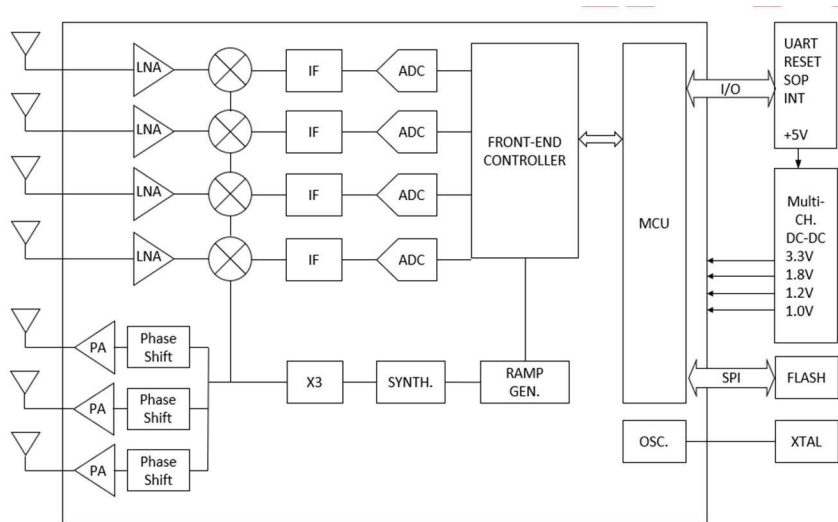 LNA
IF
ADC
LNA
IF
ADC
LNA
IF
ADC
LNA
IF
ADC
FRONT-END
CONTROLLER
MCU
I/O
UART
RESET
SOP
INT
+5V
Multi-
CH.
DC-DC
3.3V
1.8V
1.2V
1.0V
PA
Phase
Shift
PA
Phase
Shift
PA
Phase
Shift
X3
SYNTH.
RAMP
GEN.
SPI
FLASH
OSC.
XTAL